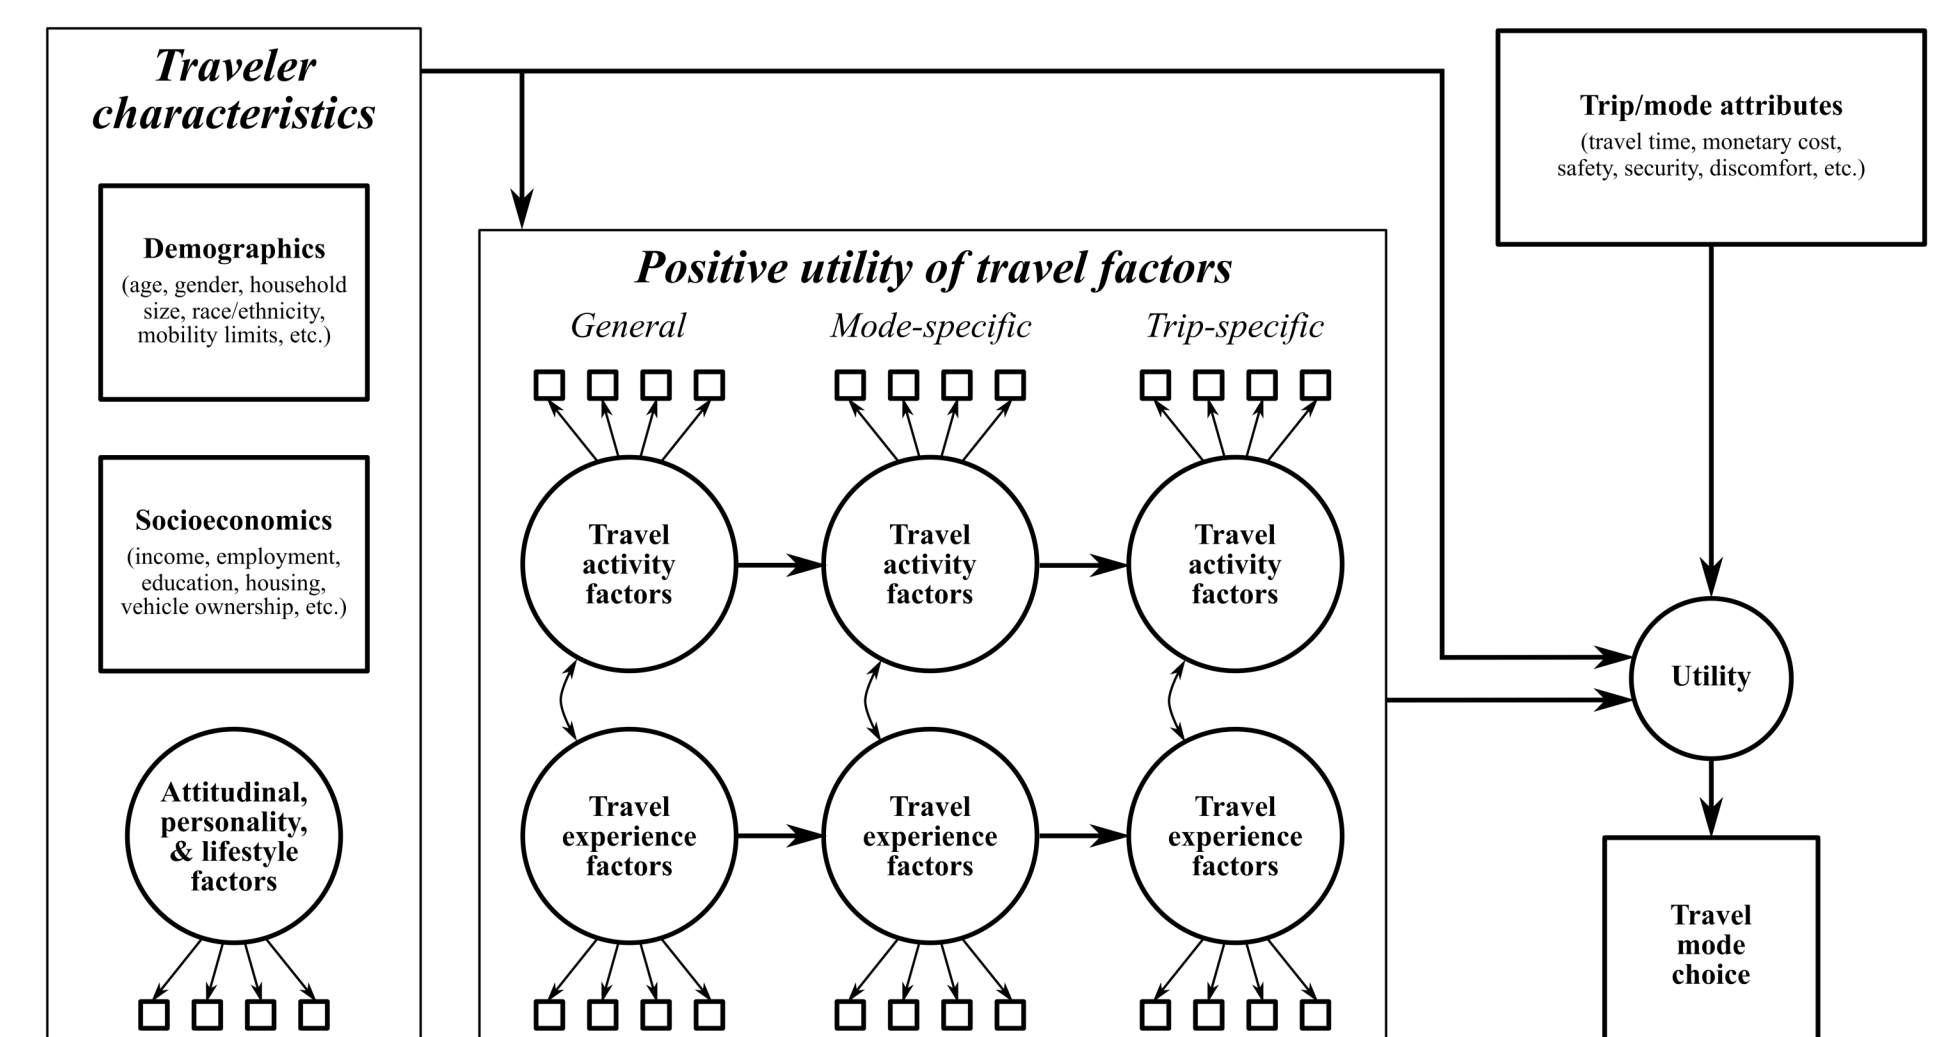 Traveler
characteristics
Demographics
(age, gender, household
size, race/ethnicity,
mobility limits, etc.)
Socioeconomics
(income, employment,
education, housing,
vehicle ownership, etc.)
Attitudinal,
personality,
& lifestyle
factors
Positive utility of travel factors
General
Mode-specific
Trip-specific
Travel
activity
factors
Travel
activity
factors
Travel
activity
factors
Travel
experience
factors
Travel
experience
factors
Travel
experience
factors
Trip/mode attributes
(travel time, monetary cost,
safety, security, discomfort, etc.)
Utility
Travel
mode
choice